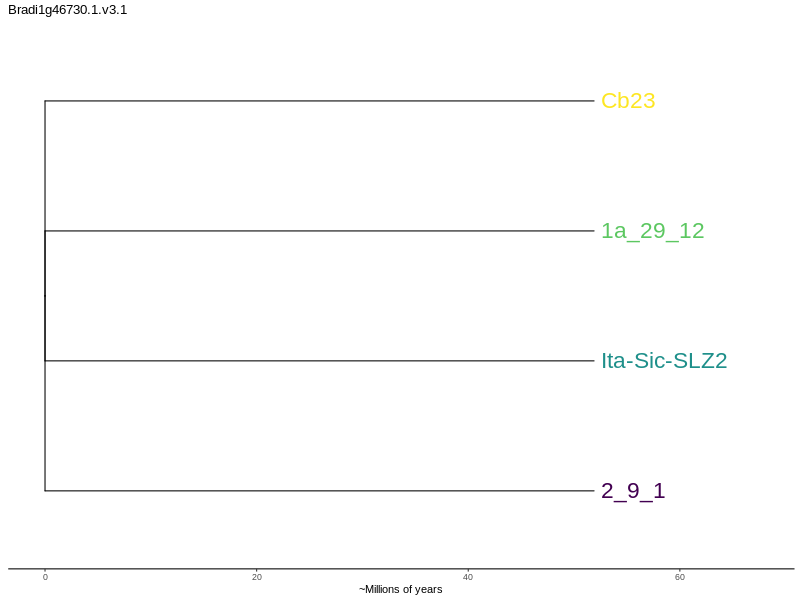 Bradi1g46730.1.v3.1
Cb23
1a_29_12
Ita-Sic-SLZ2
2_9_1
0 20 40 60
~Millions of years